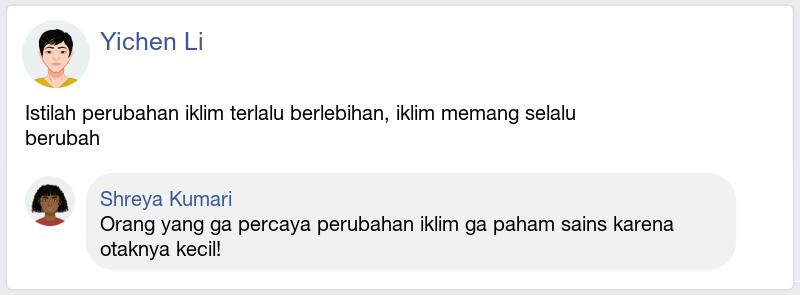 Yichen Li
Istilah perubahan iklim terlalu berlebihan, iklim memang selalu
berubah
Shreya Kumari
Orang yang ga percaya perubahan iklim ga paham sains karena
otaknya kecil!